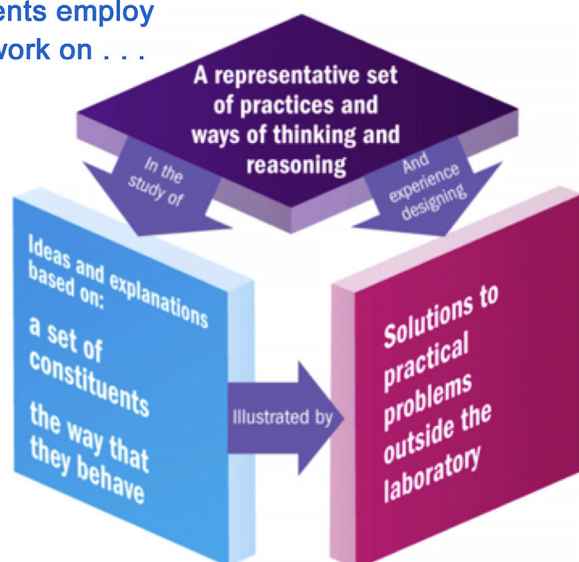 ents employ
work on . . .
A representative set
of practices and
ways of thinking and
reasoning
In the
study of
And
experience
designing
Ideas and explanations
based on:
a set of
constituents
the way that
they behave
Illustrated by
Solutions to
practical
problems
outside the
laboratory